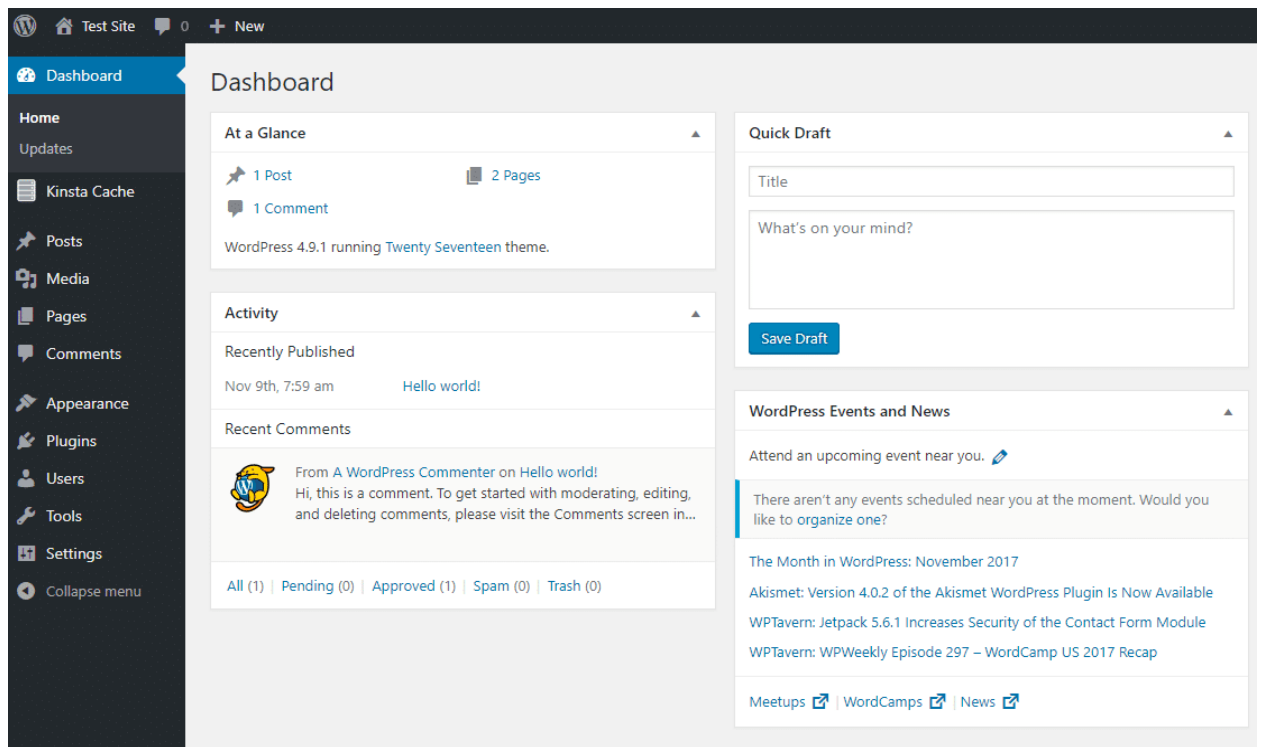 Test Site 0 + New
Dashboard
Home
Updates
Kinsta Cache
Posts
Media
Pages
Comments
Appearance
Plugins
Users
Tools
Settings
Collapse menu
Dashboard
At a Glance
1 Post 2 Pages
1 Comment
WordPress 4.9.1 running Twenty Seventeen theme.
Activity
Recently Published
Nov 9th, 7:59 am Hello world!
Recent Comments
From A WordPress Commenter on Hello world!
Hi, this is a comment. To get started with moderating, editing,
and deleting comments, please visit the Comments screen in...
All (1) | Pending (0) | Approved (1) | Spam (0) | Trash (0)
Quick Draft
Title
What's on your mind?
Save Draft
WordPress Events and News
Attend an upcoming event near you.
There aren't any events scheduled near you at the moment. Would you
like to organize one?
The Month in WordPress: November 2017
Akismet: Version 4.0.2 of the Akismet WordPress Plugin Is Now Available
WPTavern: Jetpack 5.6.1 Increases Security of the Contact Form Module
WPTavern: WPWeekly Episode 297 – WordCamp US 2017 Recap
Meetups | WordCamps | News